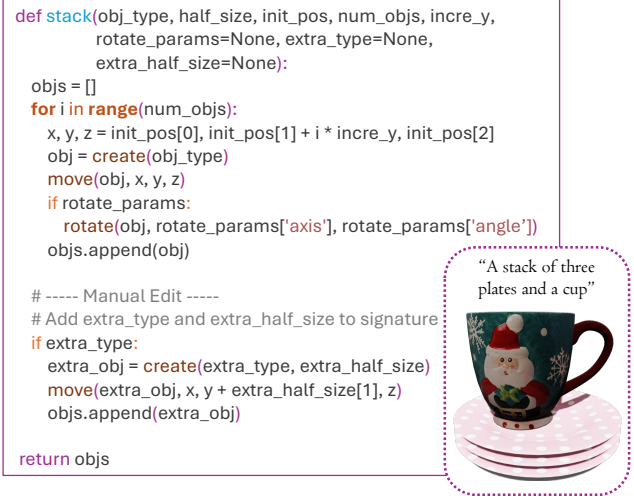 def stack(obj_type, half_size, init_pos, num_objs, incre_y,
rotate_params=None, extra_type=None,
extra_half_size=None):
objs = []
for i in range(num_objs):
x, y, z = init_pos[0], init_pos[1] + i * incre_y, init_pos[2]
obj = create(obj_type)
move(obj, x, y, z)
if rotate_params:
rotate(obj, rotate_params['axis'], rotate_params['angle’])
objs.append(obj)
# ----- Manual Edit -----
# Add extra_type and extra_half_size to signature
if extra_type:
extra_obj = create(extra_type, extra_half_size)
move(extra_obj, x, y + extra_half_size[1], z)
objs.append(extra_obj)
return objs
“A stack of three
plates and a cup”